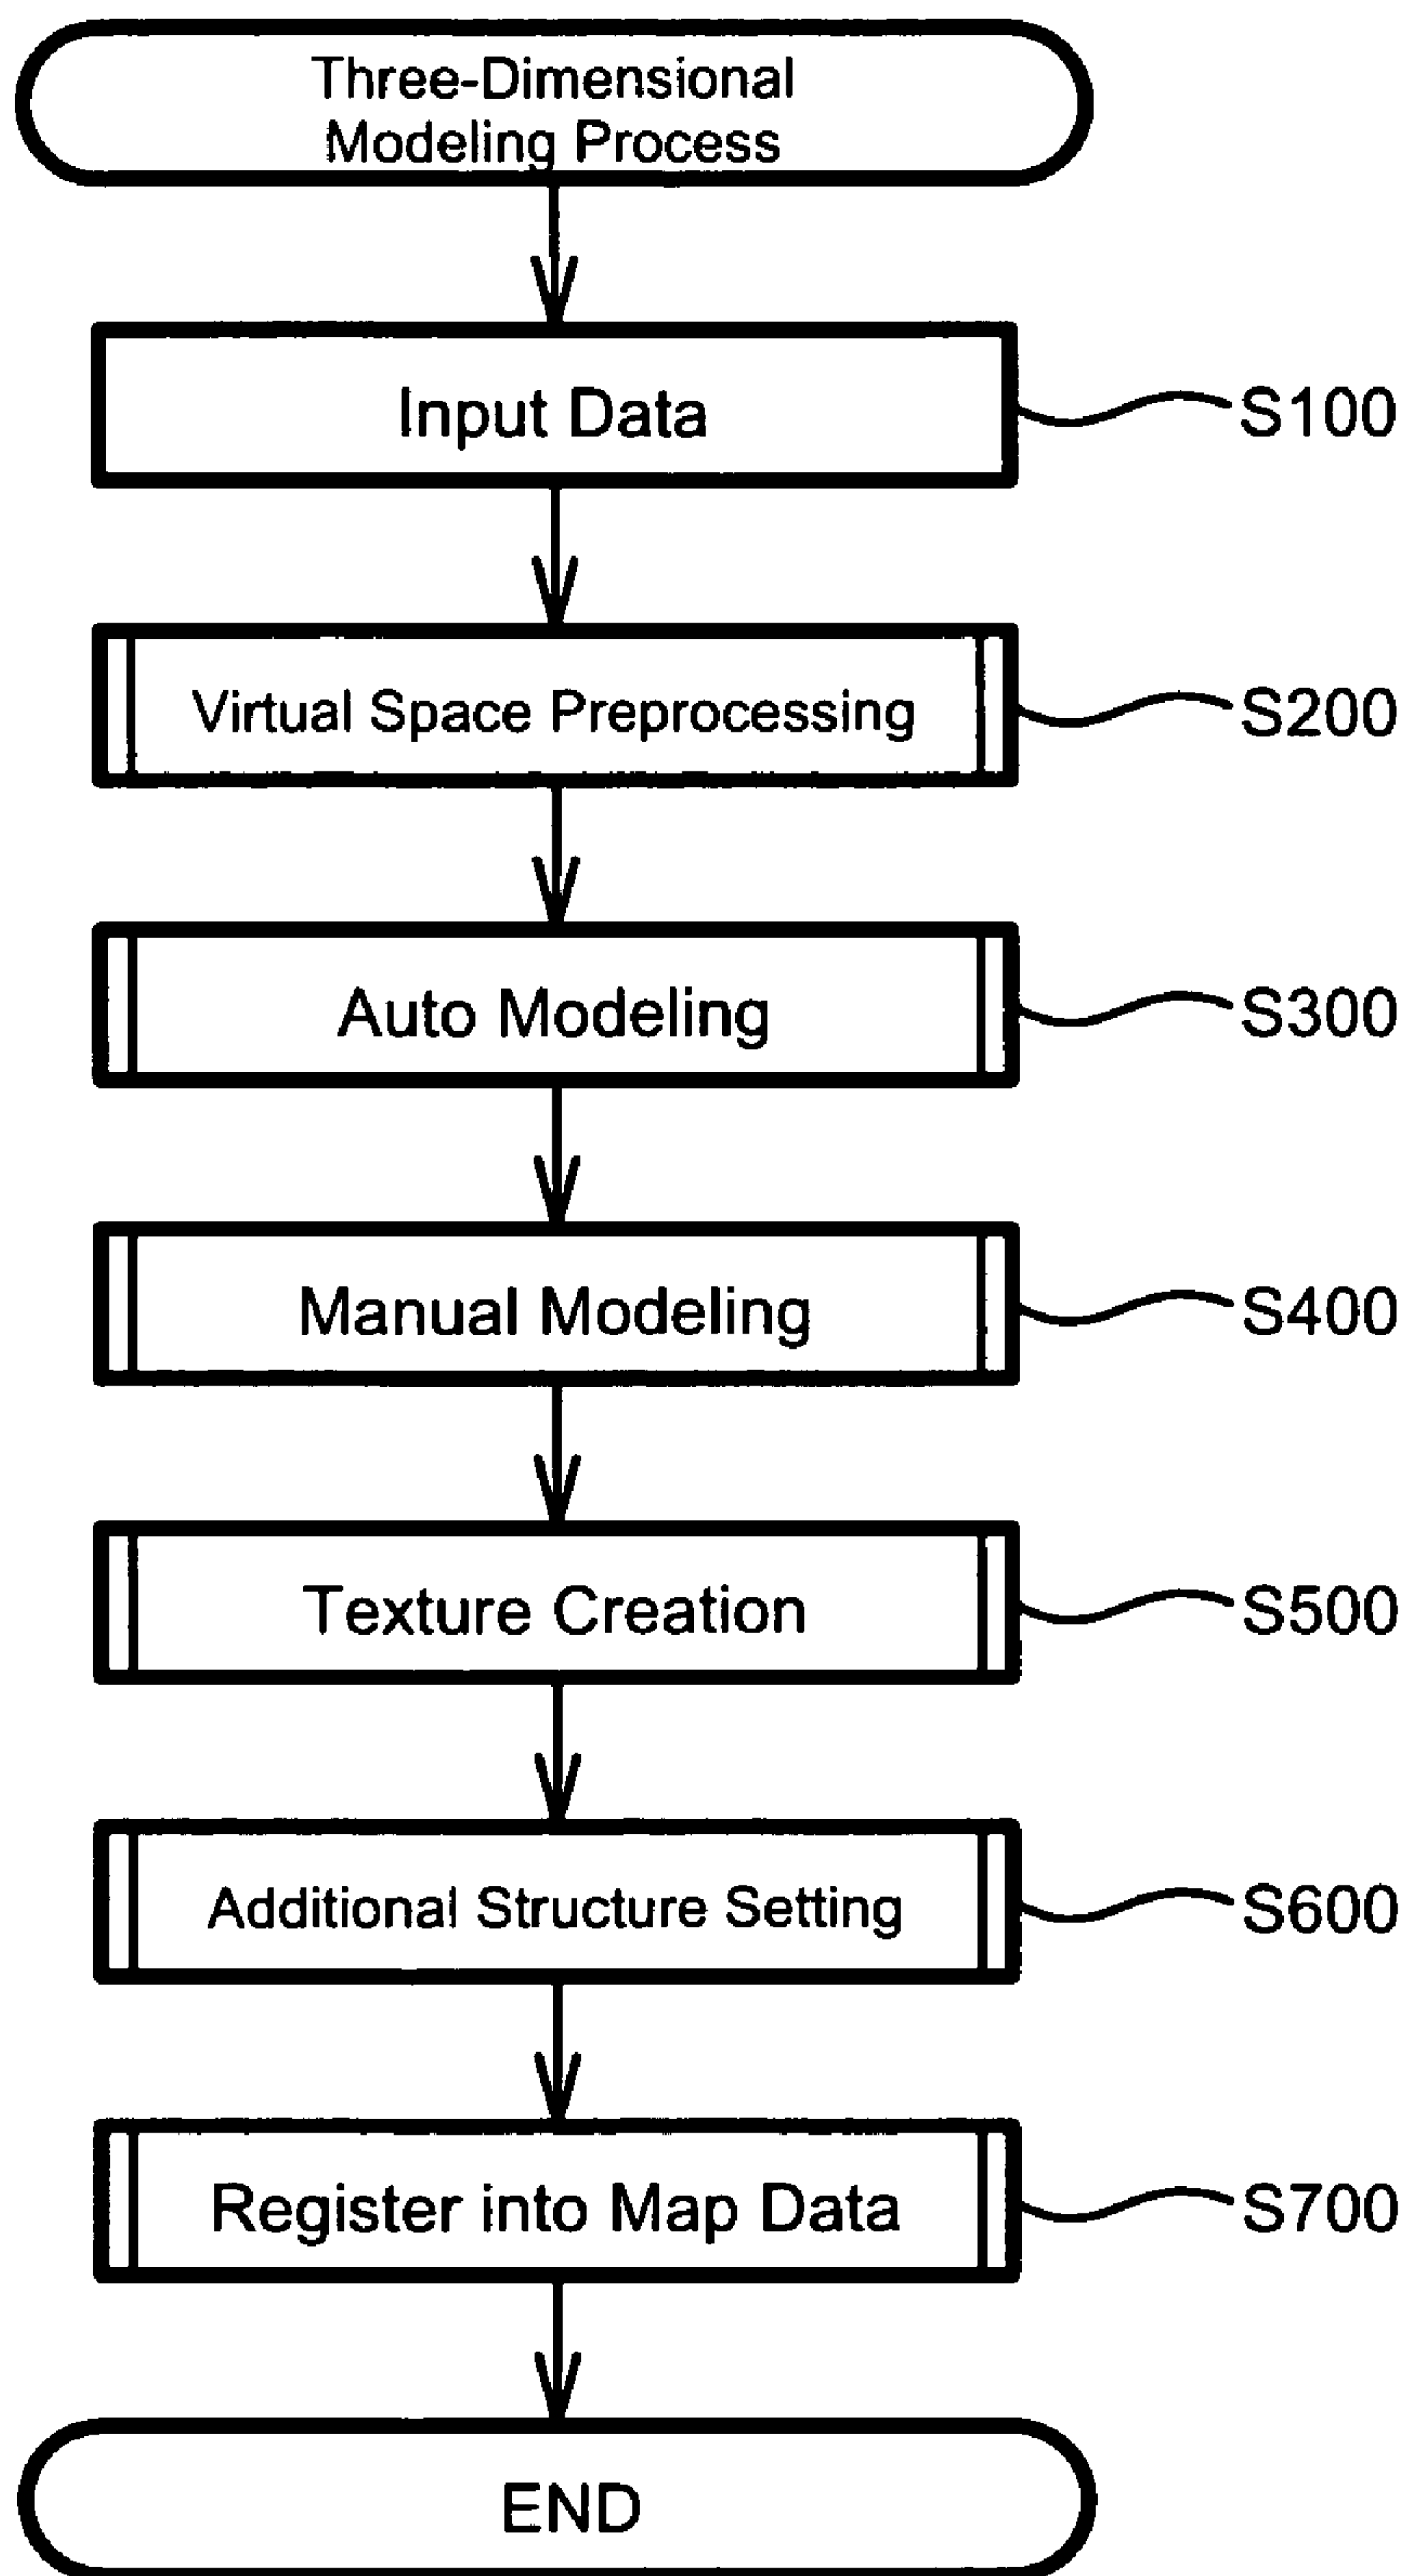 Three-Dimensional
Modeling Process
Input Data
S100
Virtual Space Preprocessing
S200
Auto Modeling
S300
Manual Modeling
S400
Texture Creation
S500
Additional Structure Setting
S600
Register into Map Data
S700
END